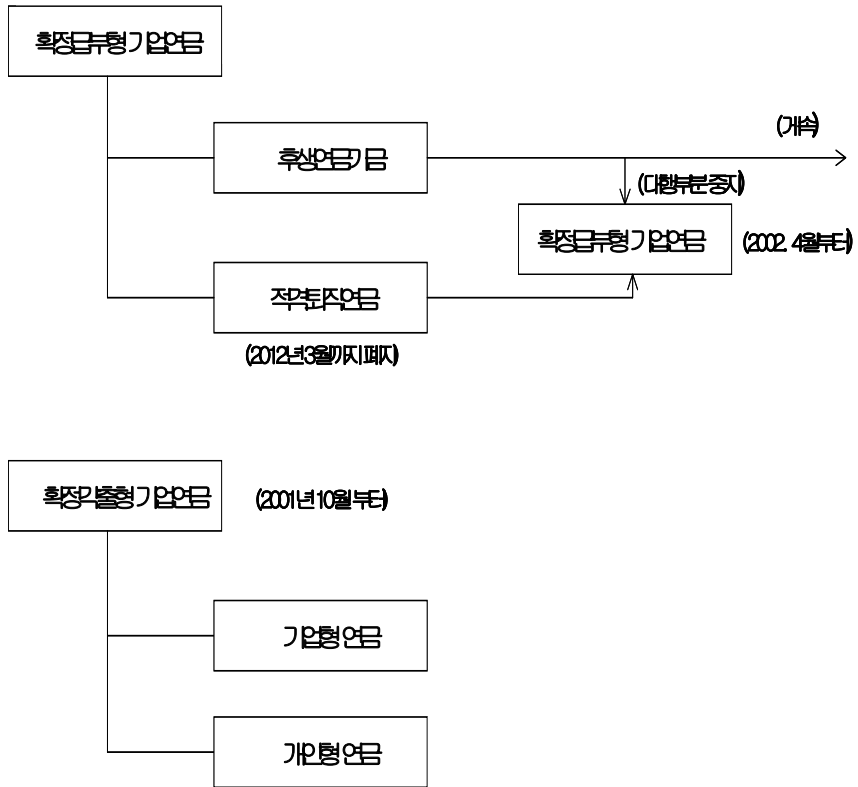 확정급부형 기업연금
(계속)
후생연금기금
(대행부분 중지)
확정급부형 기업연금
(2002. 4월부터)
적격퇴직연금
(2012년 3월까지 폐지)
확정각출형 기업연금
(2001년 10월 부터)
기업형 연금
개인형 연금